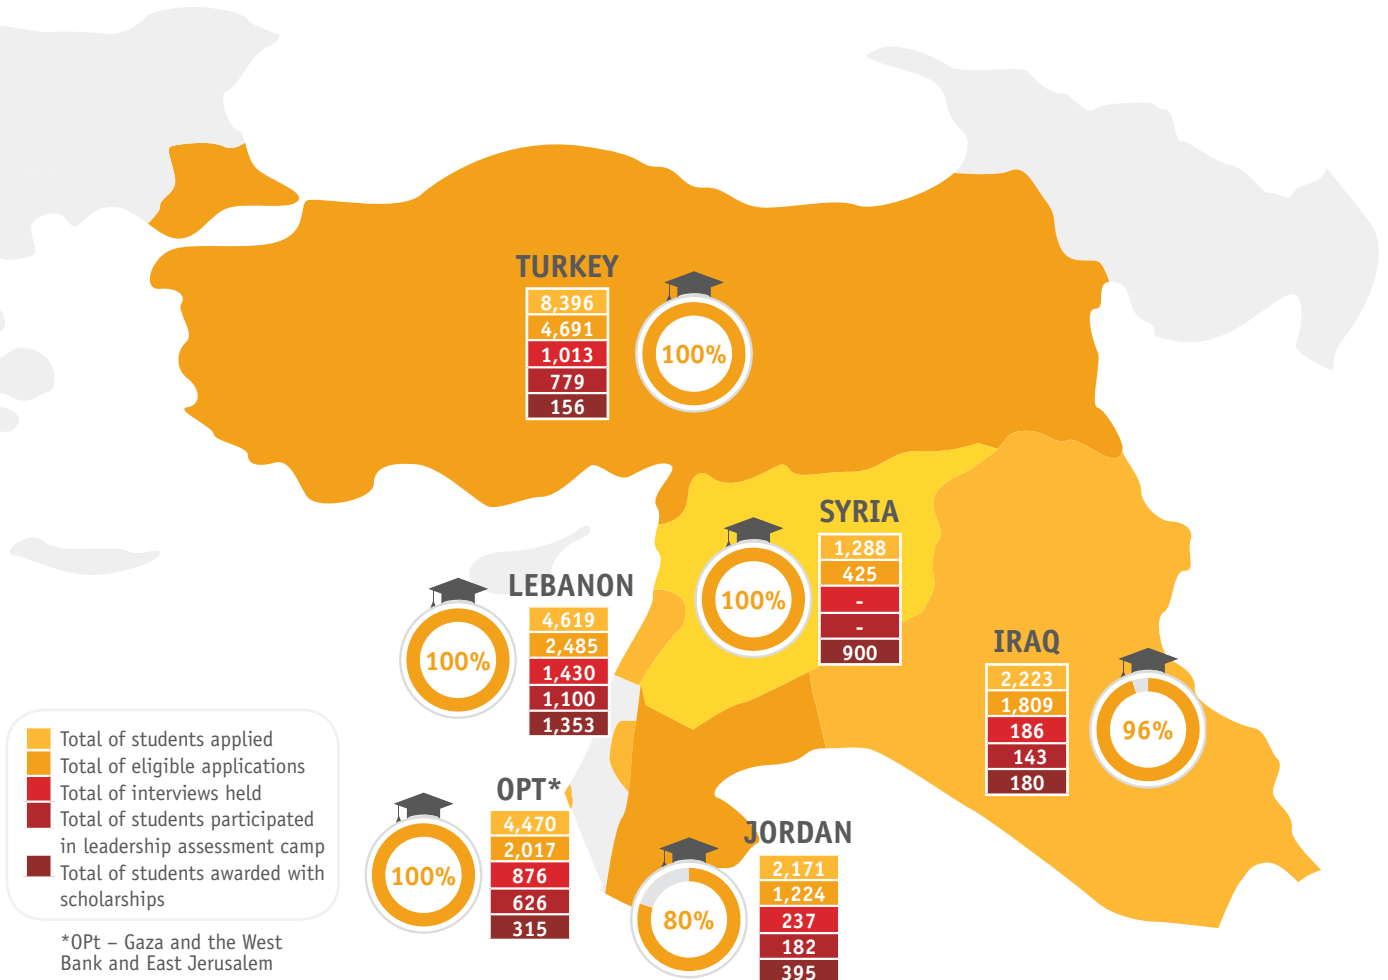 TURKEY
8,396
4,691
1,013
779
156
100%
SYRIA
1,288
425
-
-
900
100%
LEBANON
4,619
2,485
1,430
1,100
1,353
100%
IRAQ
2,223
1,809
186
143
180
96%
OPT*
4,470
2,017
876
626
315
100%
JORDAN
2,171
1,224
237
182
395
80%
Total of students applied
Total of eligible applications
Total of interviews held
Total of students participated
in leadership assessment camp
Total of students awarded with
scholarships
*OPt – Gaza and the West
Bank and East Jerusalem